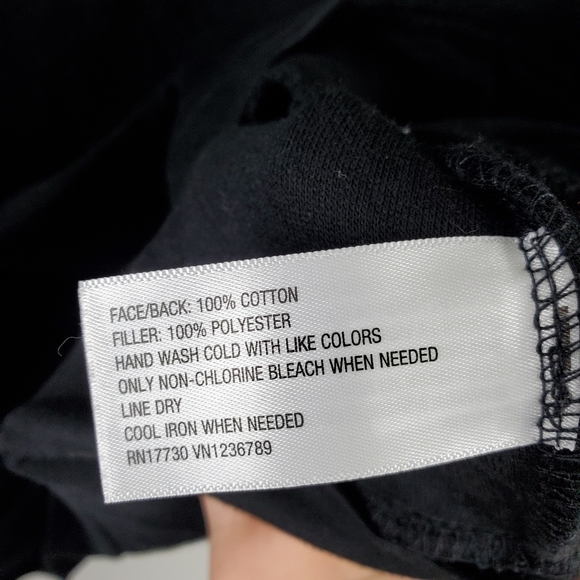 FACE/BACK: 100% COTTON
FILLER: 100% POLYESTER
HAND WASH COLD WITH LIKE COLORS
ONLY NON-CHLORINE BLEACH WHEN NEEDED
LINE DRY
COOL IRON WHEN NEEDED
RN17730 VN1236789